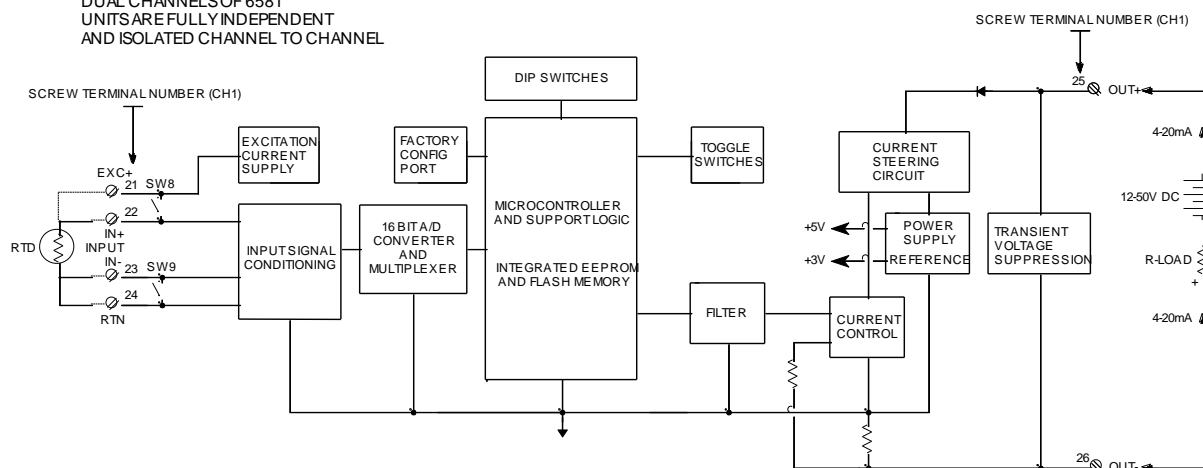 DUAL CHANNELS OF 6581
UNITS ARE FULLY INDEPENDENT
AND ISOLATED CHANNEL TO CHANNEL
SCREW TERMINAL NUMBER (CH1)
SCREW TERMINAL NUMBER (CH1)
DIP SWITCHES
EXCITATION
CURRENT
SUPPLY
FACTORY
CONFIG
PORT
TOGGLE
SWITCHES
CURRENT
STEERING
CIRCUIT
25
OUT+
4-20mA
12-50V DC
R-LOAD
+
4-20mA
EXC+
21
SW8
22
IN+
RTD
INPUT
IN-
23
SW9
24
RTN
INPUT SIGNAL
CONDITIONING
16 BIT A/D
CONVERTER
AND
MULTIPLEXER
MICROCONTROLLER
AND SUPPORT LOGIC
INTEGRATED EEPROM
AND FLASH MEMORY
+5V
+3V
POWER
SUPPLY
REFERENCE
TRANSIENT
VOLTAGE
SUPPRESSION
FILTER
CURRENT
CONTROL
26
OUT-